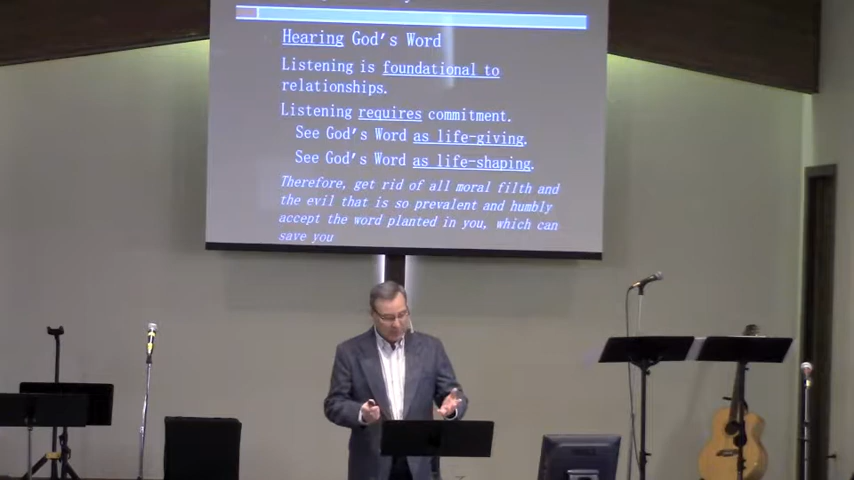 Hearing God's Word
Listening is foundational to
relationships.
Listening requires commitment.
See God's Word as life-giving.
See God's Word as life-shaping.
Therefore, get rid of all moral filth and
the evil that is so prevalent and humbly
accept the word planted in you, which can
save you